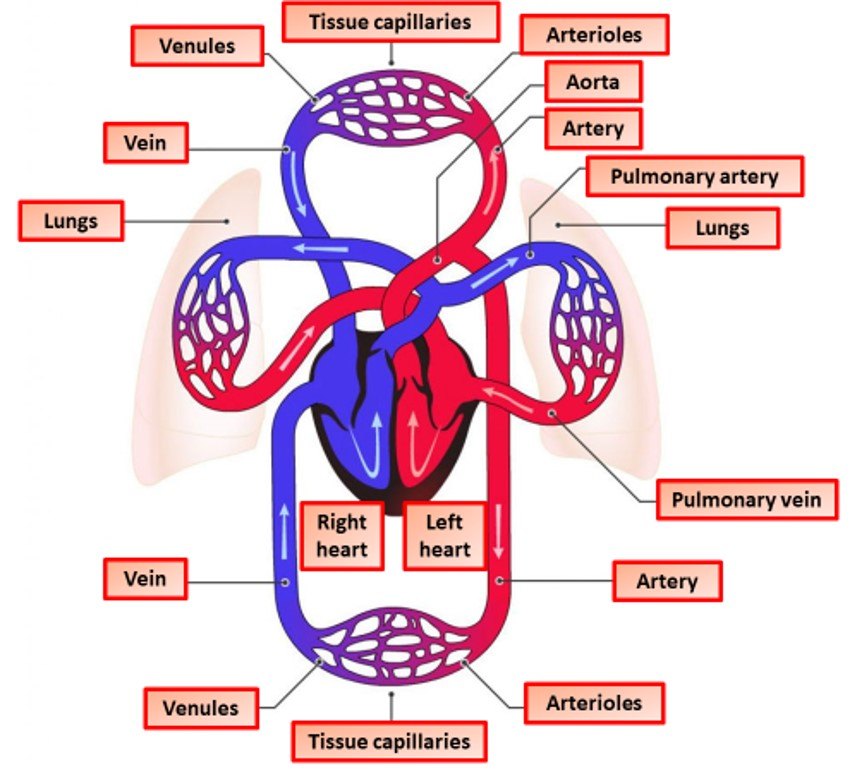 Tissue capillaries
Venules
Arterioles
Aorta
Vein
Artery
Pulmonary artery
Lungs
Lungs
Pulmonary vein
Right
heart
Left
heart
Vein
Artery
Venules
Arterioles
Tissue capillaries